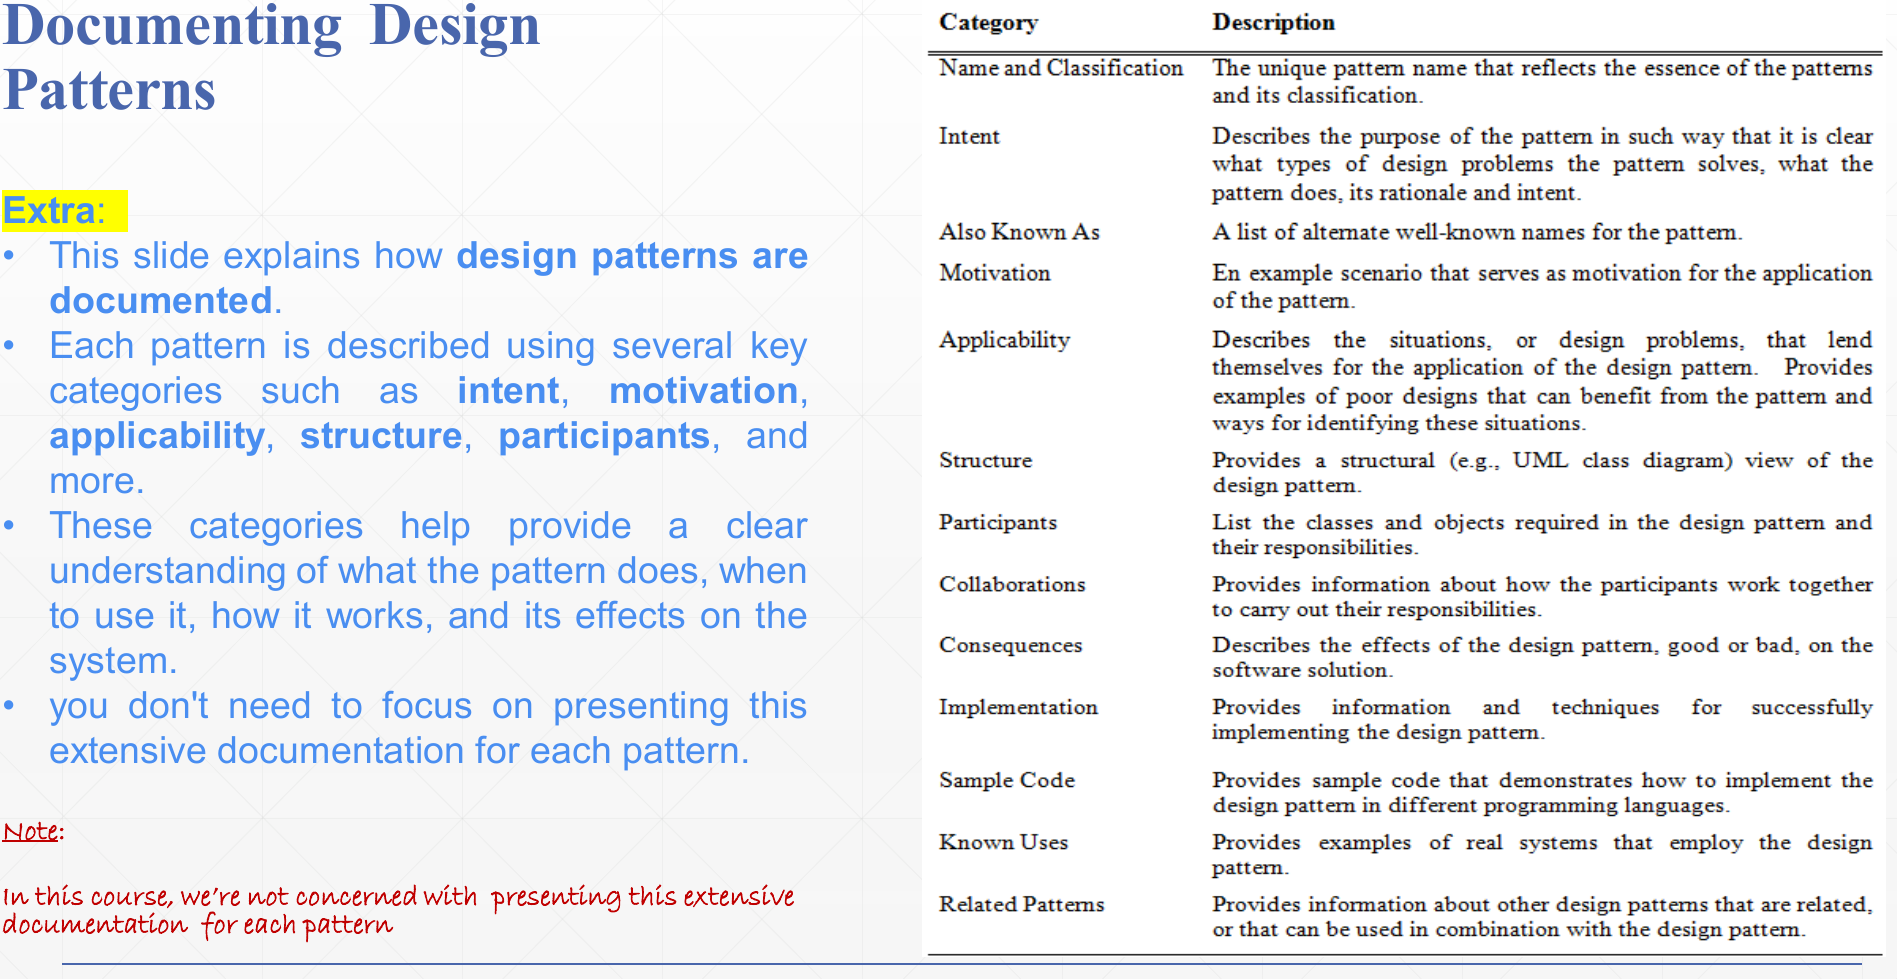 Documenting Design
Patterns
Extra:
• This slide explains how design patterns are
documented.
• Each pattern is described using several key
categories such as intent, motivation,
applicability, structure, participants, and
more.
• These categories help provide a clear
understanding of what the pattern does, when
to use it, how it works, and its effects on the
system.
• you don't need to focus on presenting this
extensive documentation for each pattern.
Note:
In this course, we're not concerned with presenting this extensive
documentation for each pattern
Category Description
Name and Classification The unique pattern name that reflects the essence of the patterns
and its classification.
Intent Describes the purpose of the pattern in such way that it is clear
what types of design problems the pattern solves, what the
pattern does, its rationale and intent.
Also Known As A list of alternate well-known names for the pattern.
Motivation En example scenario that serves as motivation for the application
of the pattern.
Applicability Describes the situations, or design problems, that lend
themselves for the application of the design pattern. Provides
examples of poor designs that can benefit from the pattern and
ways for identifying these situations.
Structure Provides a structural (e.g., UML class diagram) view of the
design pattern.
Participants List the classes and objects required in the design pattern and
their responsibilities.
Collaborations Provides information about how the participants work together
to carry out their responsibilities.
Consequences Describes the effects of the design pattern, good or bad, on the
software solution.
Implementation Provides information and techniques for successfully
implementing the design pattern.
Sample Code Provides sample code that demonstrates how to implement the
design pattern in different programming languages.
Known Uses Provides examples of real systems that employ the design
pattern.
Related Patterns Provides information about other design patterns that are related,
or that can be used in combination with the design pattern.